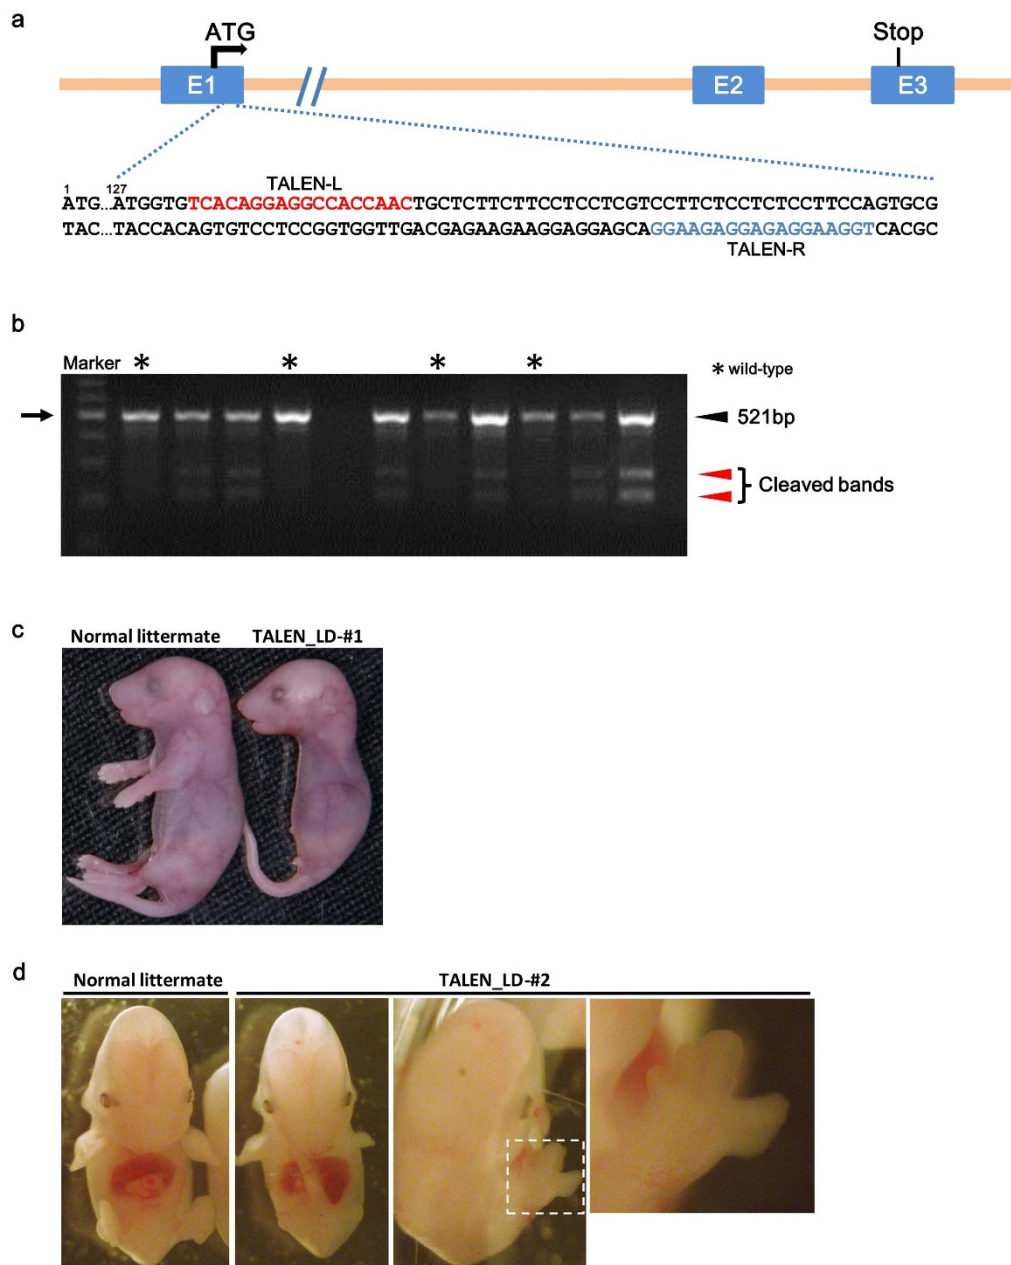 a
ATG
Stop
E1
E2
E3
TALEN-L
1 127
ATG...ATGGTGTCACAGGAGGCCACCAACTGCTCTTCTTCCTCCTCGTCCTTCTCCTCTCCTTCCAGTGCG
TAC...TACCACAGTGTCCTCCGGTGGTTGACGAGAAGAAGGAGGAGCAGGAAGAGGAGAGGAAGGTCACGC
TALEN-R
b
Marker * * * *
* wild-type
521bp
Cleaved bands
c
Normal littermate TALEN_LD-#1
d
Normal littermate TALEN_LD-#2